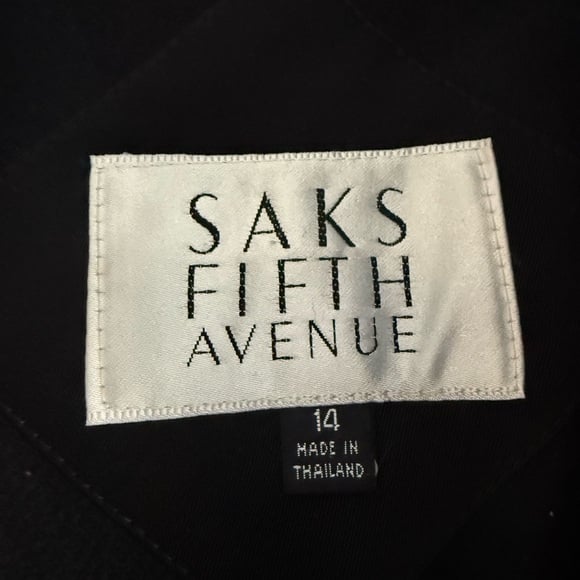 SAKS
FIFTH
AVENUE
14
MADE IN
THAILAND